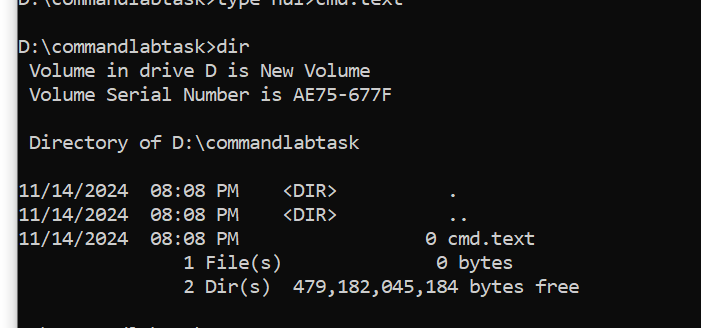 D:\commandlabtask>type nul>cmd.text
D:\commandlabtask>dir
 Volume in drive D is New Volume
 Volume Serial Number is AE75-677F
 Directory of D:\commandlabtask
11/14/2024  08:08 PM    <DIR>          .
11/14/2024  08:08 PM    <DIR>          ..
11/14/2024  08:08 PM                 0 cmd.text
               1 File(s)              0 bytes
               2 Dir(s)  479,182,045,184 bytes free